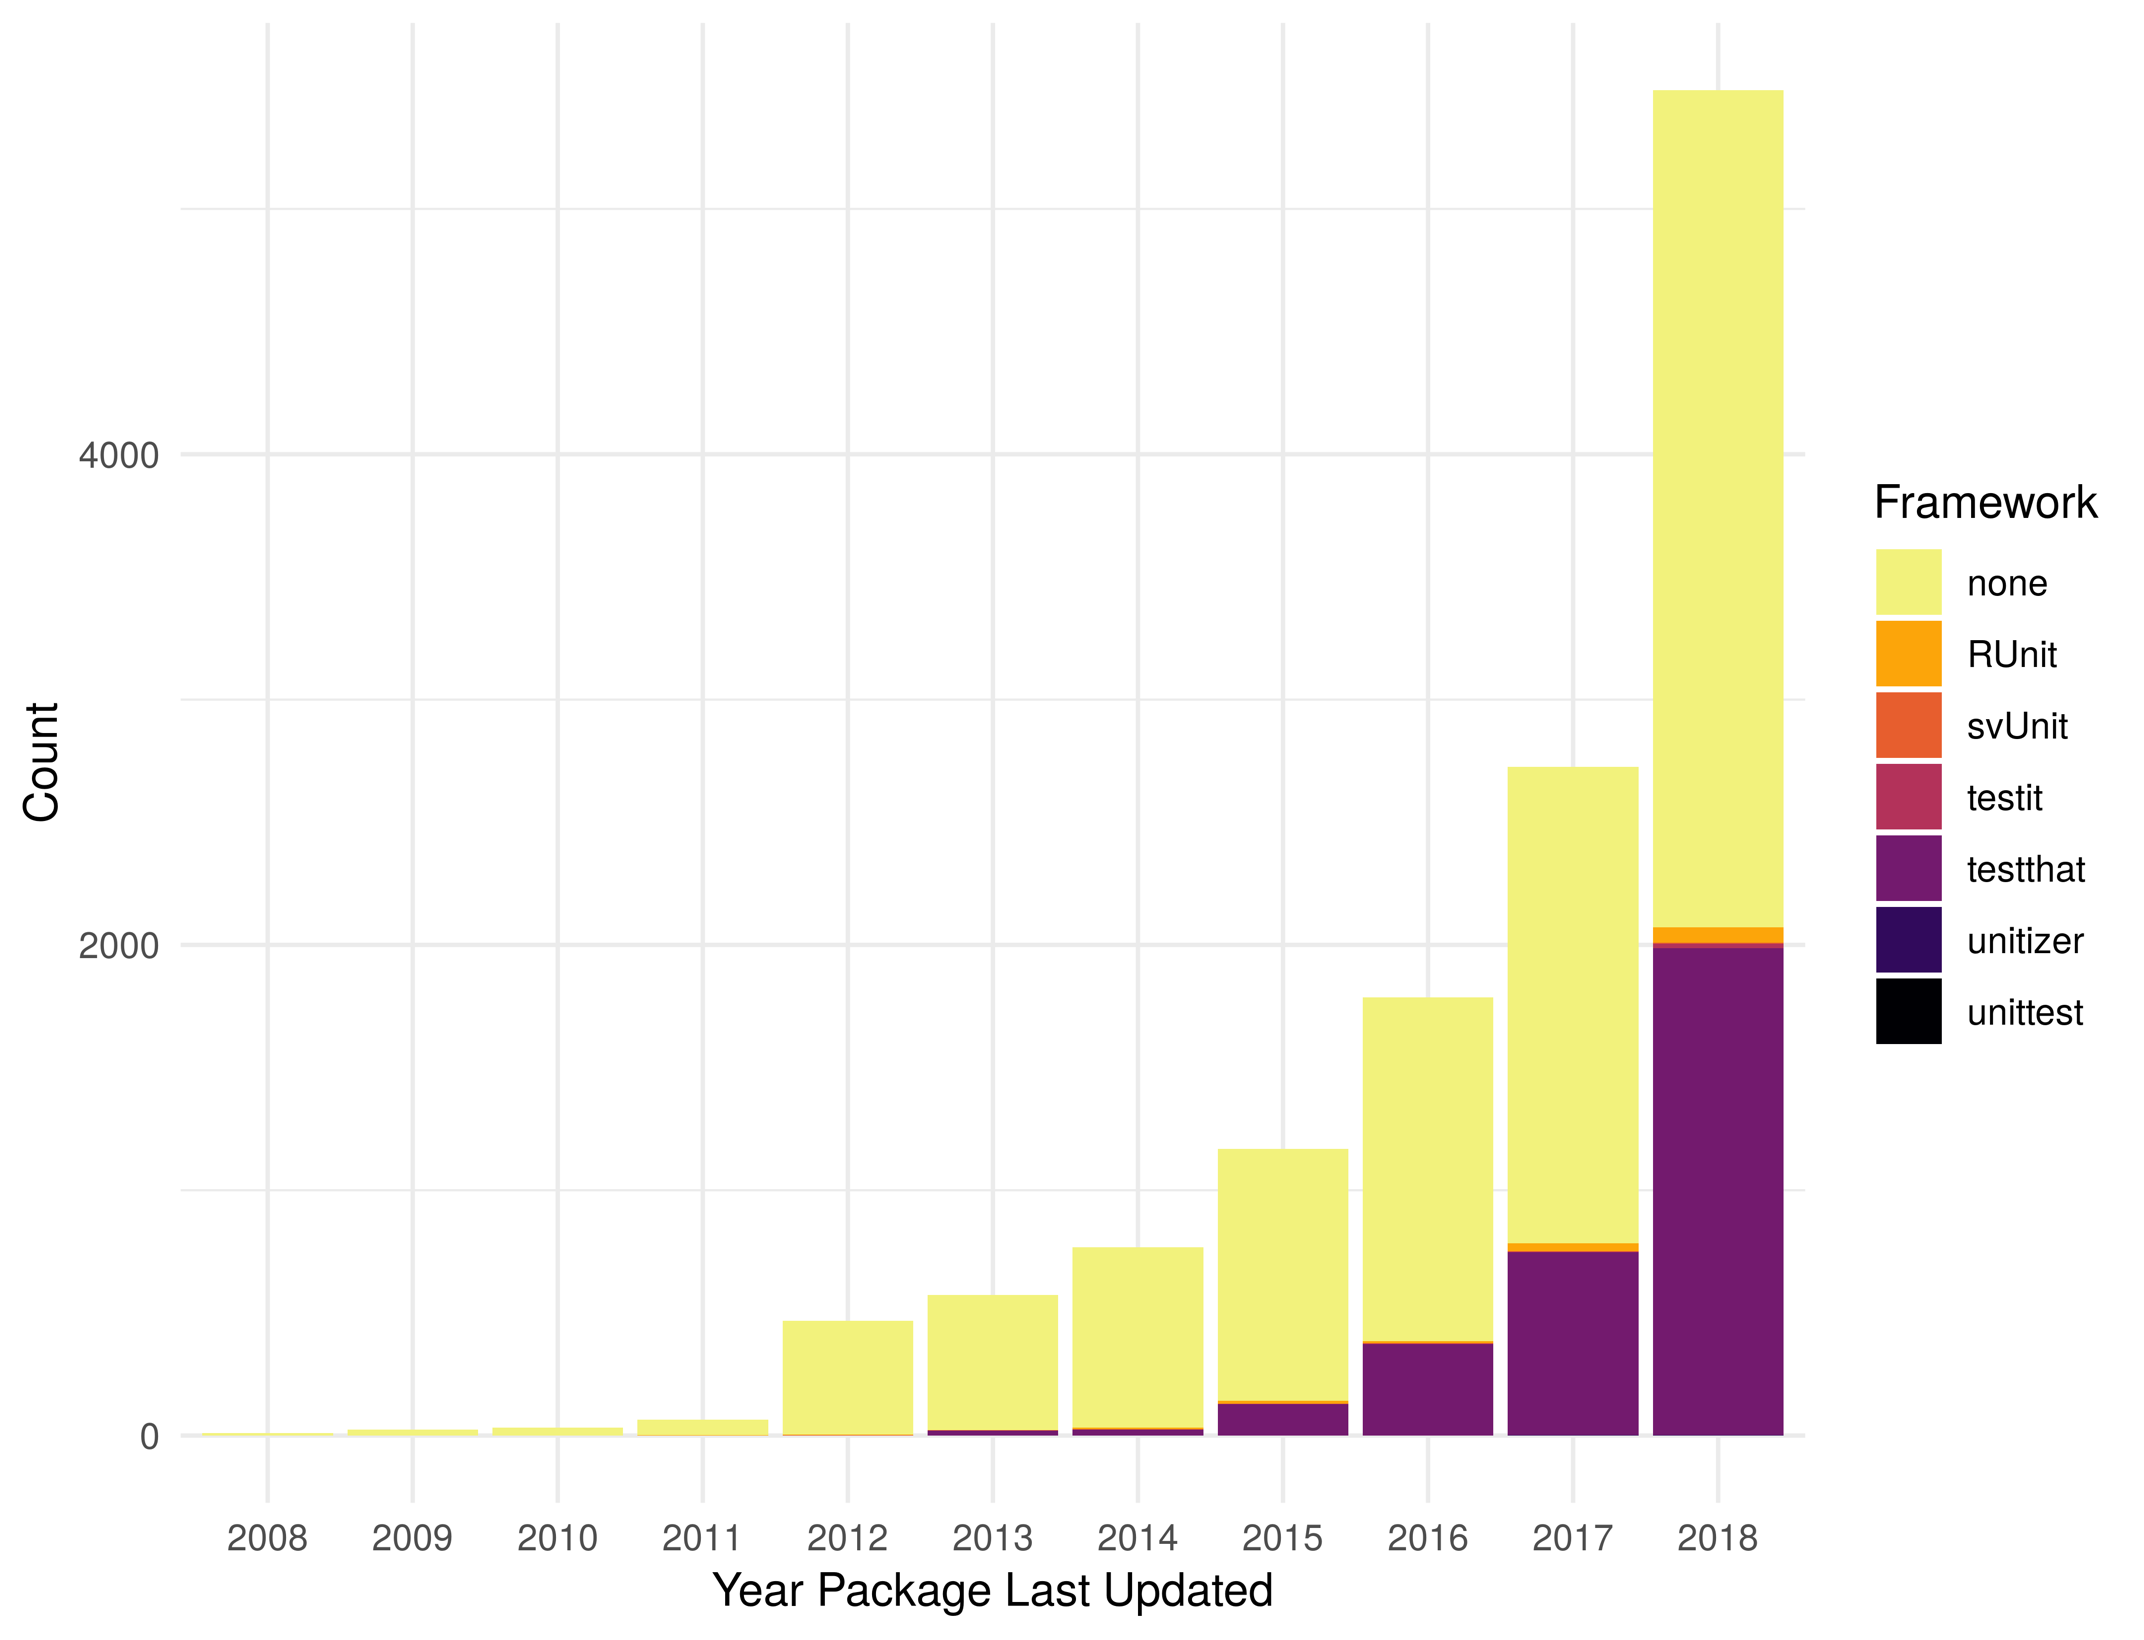 Count
4000
2000
0
2008 2009 2010 2011 2012 2013 2014 2015 2016 2017 2018
Year Package Last Updated
Framework
none
RUnit
svUnit
testit
testthat
unitizer
unittest